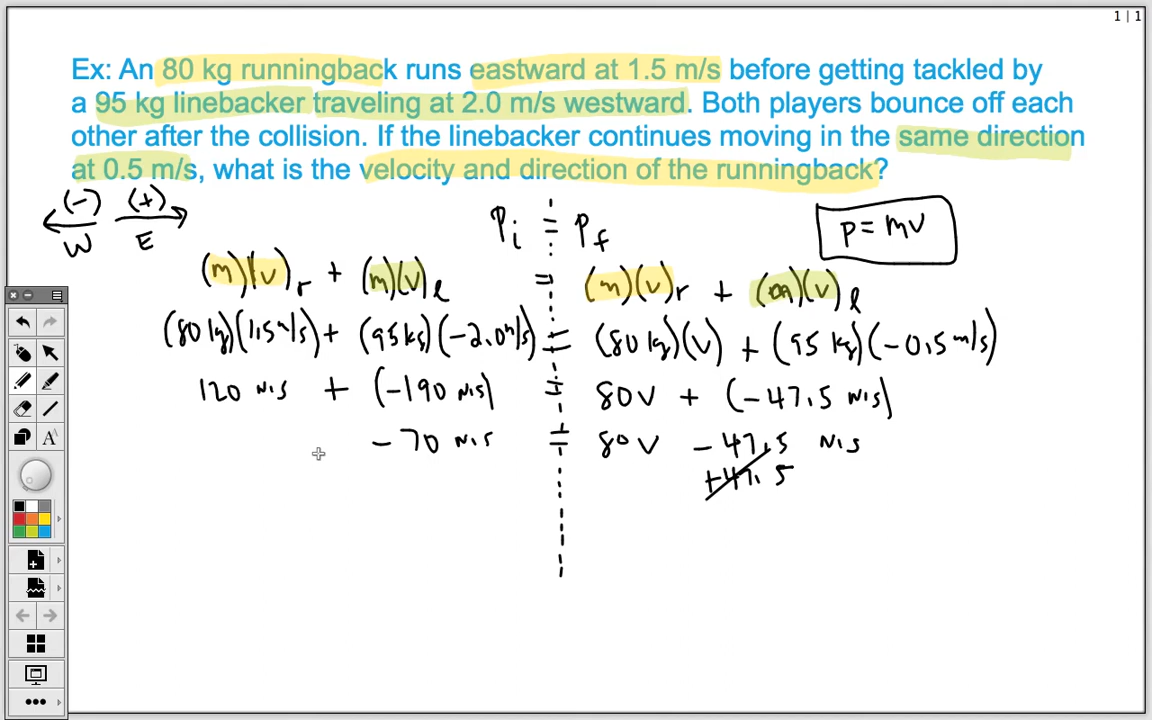 1 | 1
Ex: An 80 kg runningback runs eastward at 1.5 m/s before getting tackled by
a 95 kg linebacker traveling at 2.0 m/s westward. Both players bounce off each
other after the collision. If the linebacker continues moving in the same direction
at 0.5 m/s, what is the velocity and direction of the runningback?
(-) (+)
W E
Pi = Pf
p = mv
(m)(v)r + (m)(v)l = (m)(v)r + (m)(v)l
(80 kg)(1.5 m/s) + (95 kg)(-2.0 m/s) = (80 kg)(v) + (95 kg)(-0.5 m/s)
120 N·s + (-190 N·s) = 80v + (-47.5 N·s)
-70 N·s = 80v -47.5 N·s
+47.5
A